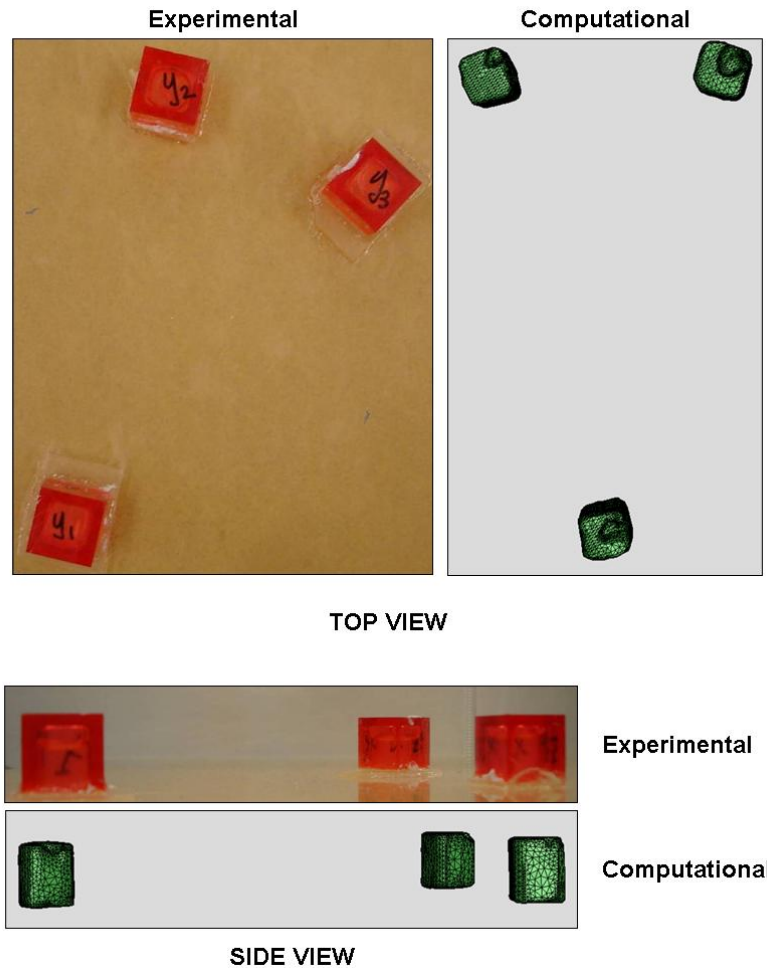 Experimental
Computational
y2
y3
y1
TOP VIEW
Experimental
Computational
SIDE VIEW